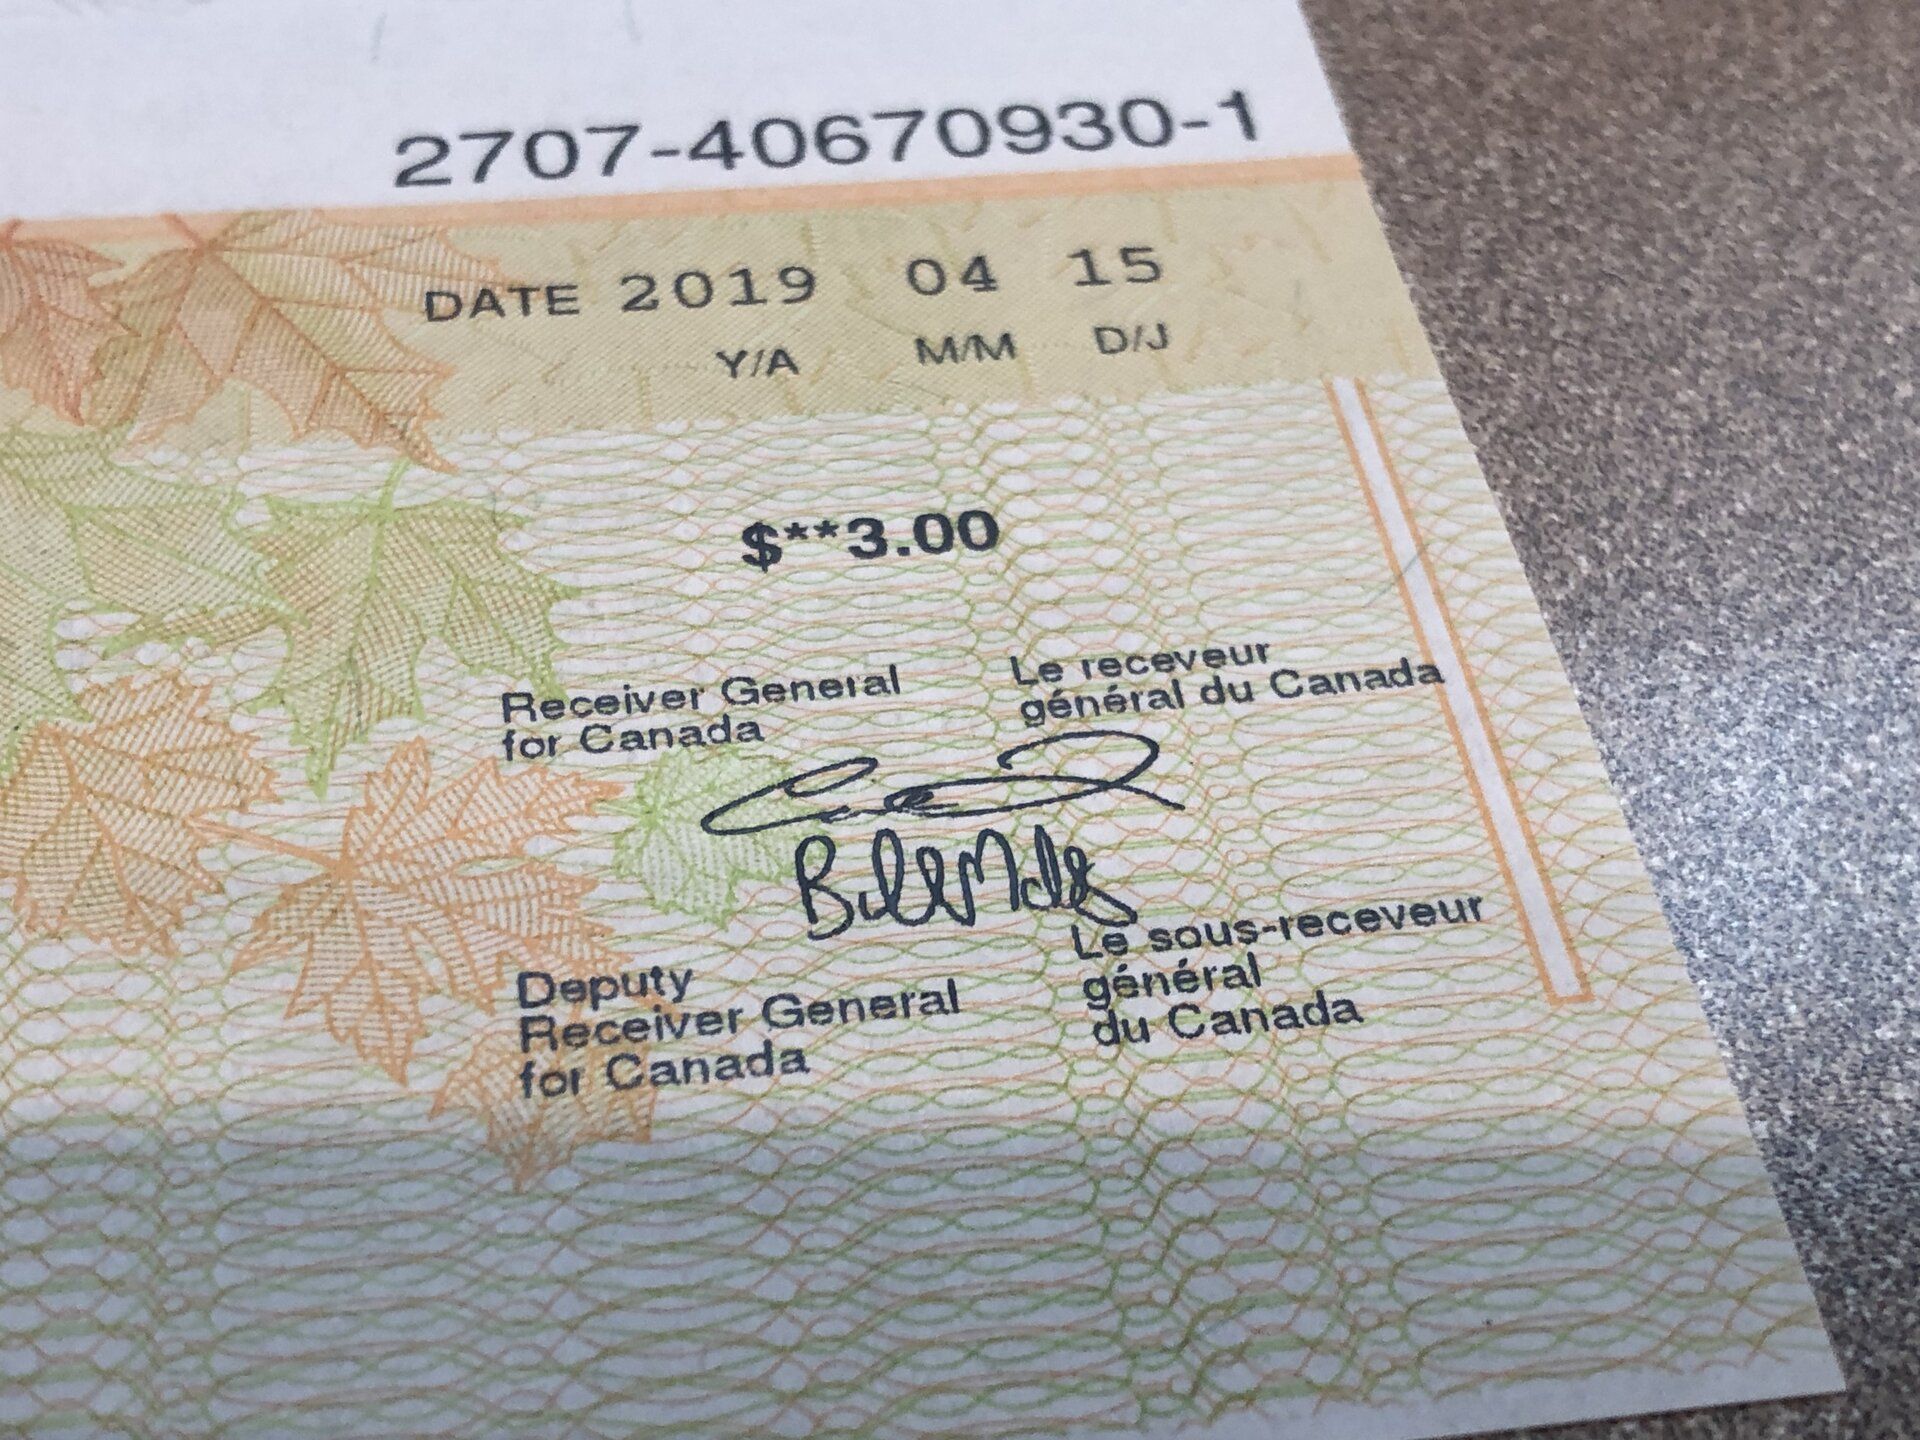 2707-40670930-1
DATE 2019 04 15
Y/A M/M D/J
$**3.00
Receiver General
for Canada
Le receveur
général du Canada
Deputy
Receiver General
for Canada
Le sous-receveur
général
du Canada